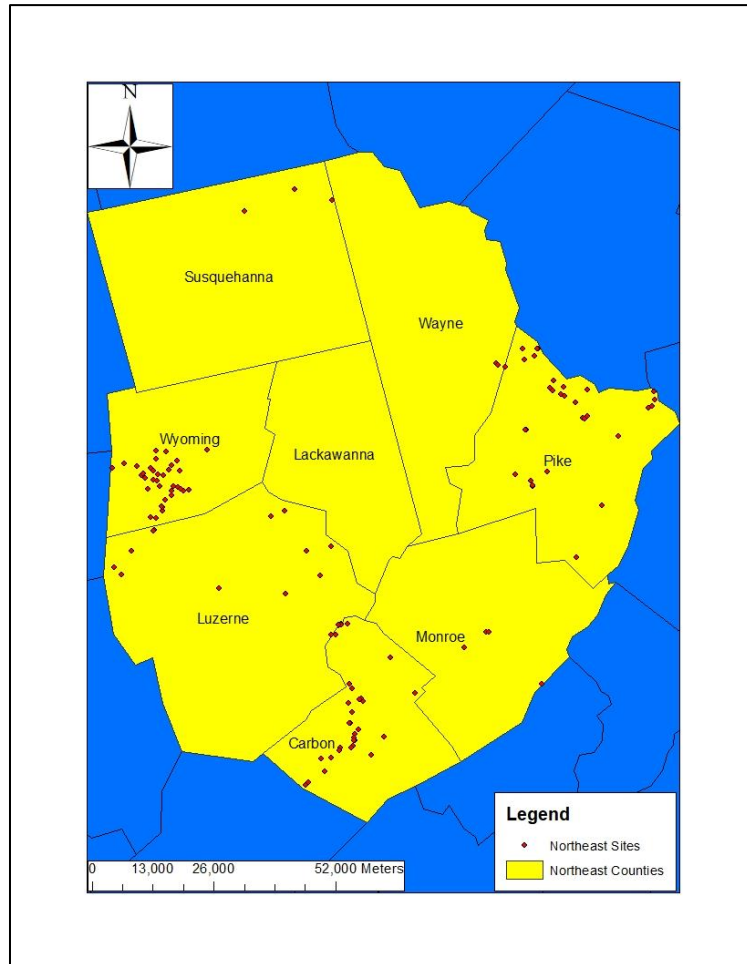 N
Susquehanna
Wayne
Wyoming
Lackawanna
Pike
Luzerne
Monroe
Carbon
Legend
Northeast Sites
Northeast Counties
0 13,000 26,000 52,000 Meters